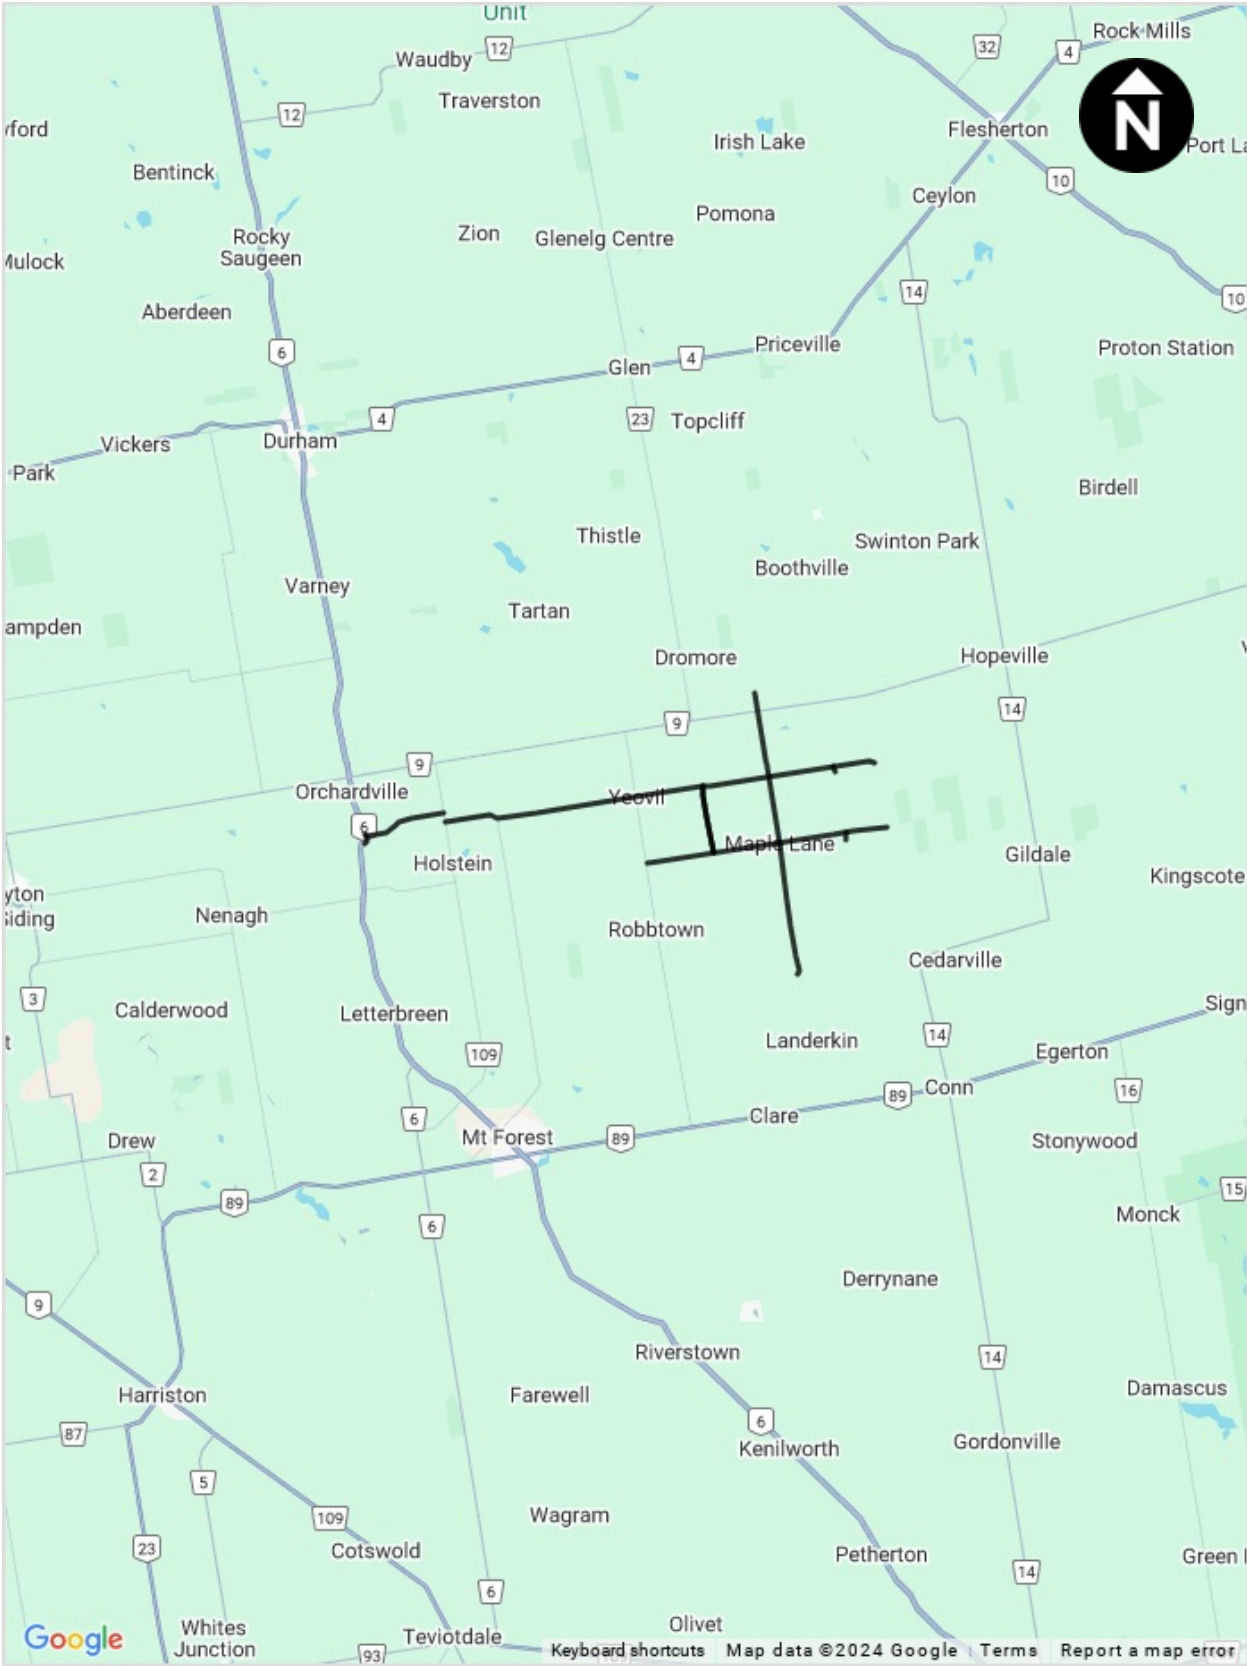 Unit
Rock Mills
32
4
12
Waudby
Traverston
12
N
Flesherton
Irish Lake
Port La
Bentinck
10
Ceylon
Pomona
Zion
Glenelg Centre
Rocky
Saugeen
Mulock
14
10
Aberdeen
6
Priceville
Proton Station
4
Glen
4
23
Topcliff
Durham
Vickers
Park
Birdell
Thistle
Swinton Park
Boothville
Varney
Tartan
ampden
Dromore
Hopeville
14
9
9
Orchardville
Yeovil
6
Maple Lane
Holstein
Gildale
Kingscote
yton
Siding
Nenagh
Robbtown
Cedarville
3
Calderwood
Letterbreen
Sign
14
Landerkin
t
109
Egerton
89
Conn
16
6
Clare
Drew
Mt Forest
89
Stonywood
2
89
15
6
Monck
Derrynane
9
Riverstown
14
Harriston
Farewell
Damascus
87
6
Kenilworth
Gordonville
5
109
Wagram
23
Cotswold
Petherton
Green
14
6
Whites
Junction
Teviotdale
Olivet
93
Google
Keyboard shortcuts
Map data ©2024 Google
Terms
Report a map error